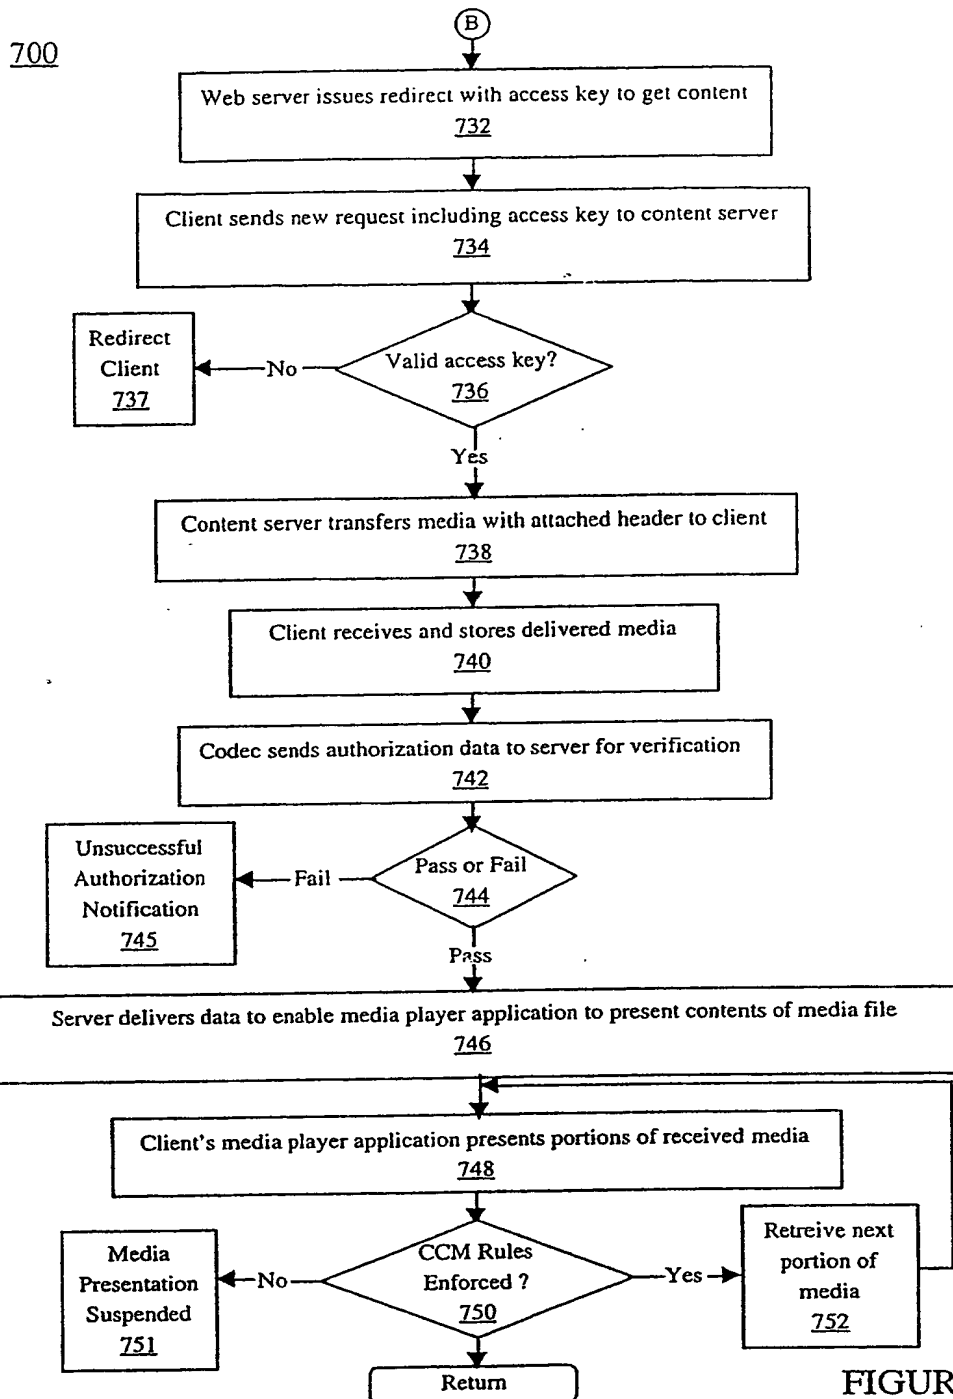 B
700
Web server issues redirect with access key to get content
732
Client sends new request including access key to content server
734
Redirect
Client
737
No
Valid access key?
736
Yes
Content server transfers media with attached header to client
738
Client receives and stores delivered media
740
Codec sends authorization data to server for verification
742
Unsuccessful
Authorization
Notification
745
Fail
Pass or Fail
744
Pass
Server delivers data to enable media player application to present contents of media file
746
Client's media player application presents portions of received media
748
Media
Presentation
Suspended
751
No
CCM Rules
Enforced ?
750
Yes
Retreive next
portion of
media
752
Return
FIGUR